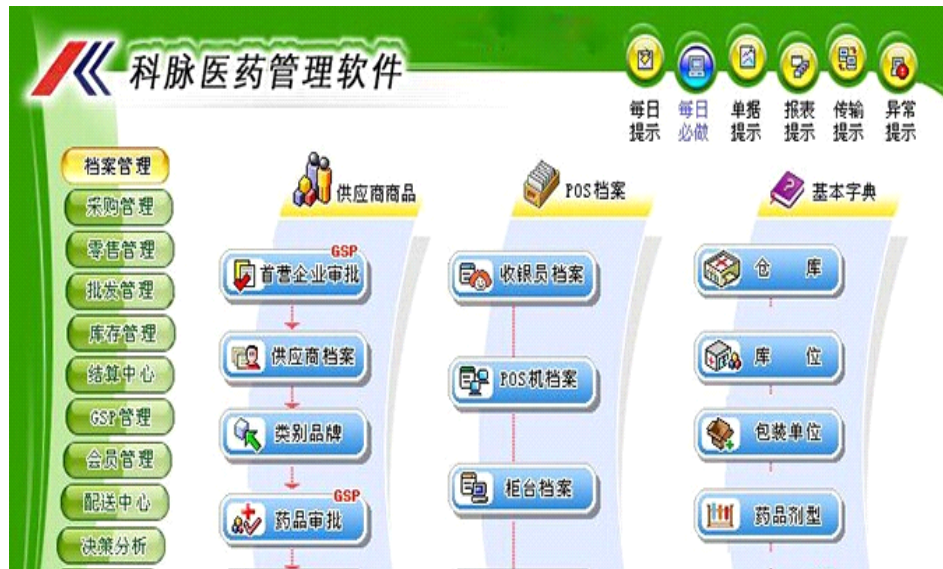 科脉医药管理软件
每日提示
每日必做
单据提示
报表提示
传输提示
异常提示
档案管理
采购管理
零售管理
批发管理
库存管理
结算中心
GSP管理
会员管理
配送中心
决策分析
供应商商品
GSP
首营企业审批
供应商档案
类别品牌
GSP
药品审批
POS档案
收银员档案
POS机档案
柜台档案
基本字典
仓 库
库 位
包装单位
药品剂型